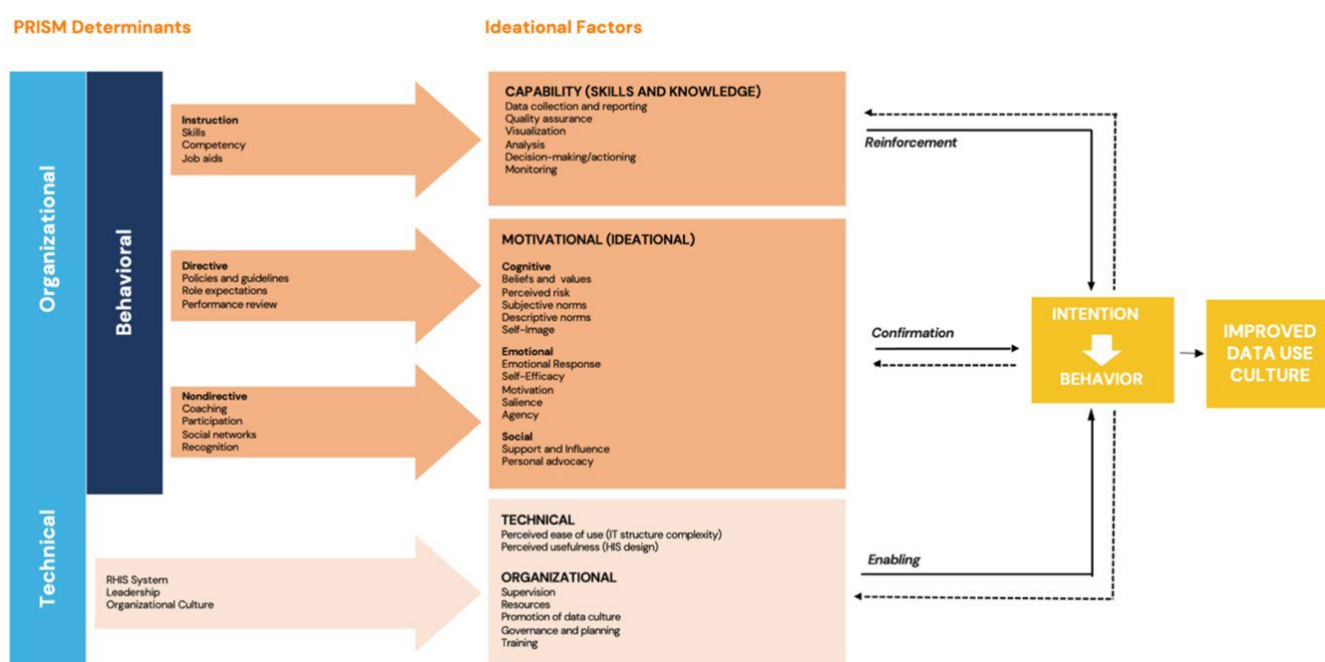 PRISM Determinants
Ideational Factors
Organizational
Technical
Behavioral
Instruction
Skills
Competency
Job aids
Directive
Policies and guidelines
Role expectations
Performance review
Nondirective
Coaching
Participation
Social networks
Recognition
RHIS System
Leadership
Organizational Culture
CAPABILITY (SKILLS AND KNOWLEDGE)
Data collection and reporting
Quality assurance
Visualization
Analysis
Decision-making/actioning
Monitoring
MOTIVATIONAL (IDEATIONAL)
Cognitive
Beliefs and values
Perceived risk
Subjective norms
Descriptive norms
Self-Image
Emotional
Emotional Response
Self-Efficacy
Motivation
Salience
Agency
Social
Support and Influence
Personal advocacy
TECHNICAL
Perceived ease of use (IT structure complexity)
Perceived usefulness (HIS design)
ORGANIZATIONAL
Supervision
Resources
Promotion of data culture
Governance and planning
Training
Reinforcement
Confirmation
Enabling
INTENTION
BEHAVIOR
IMPROVED
DATA USE
CULTURE